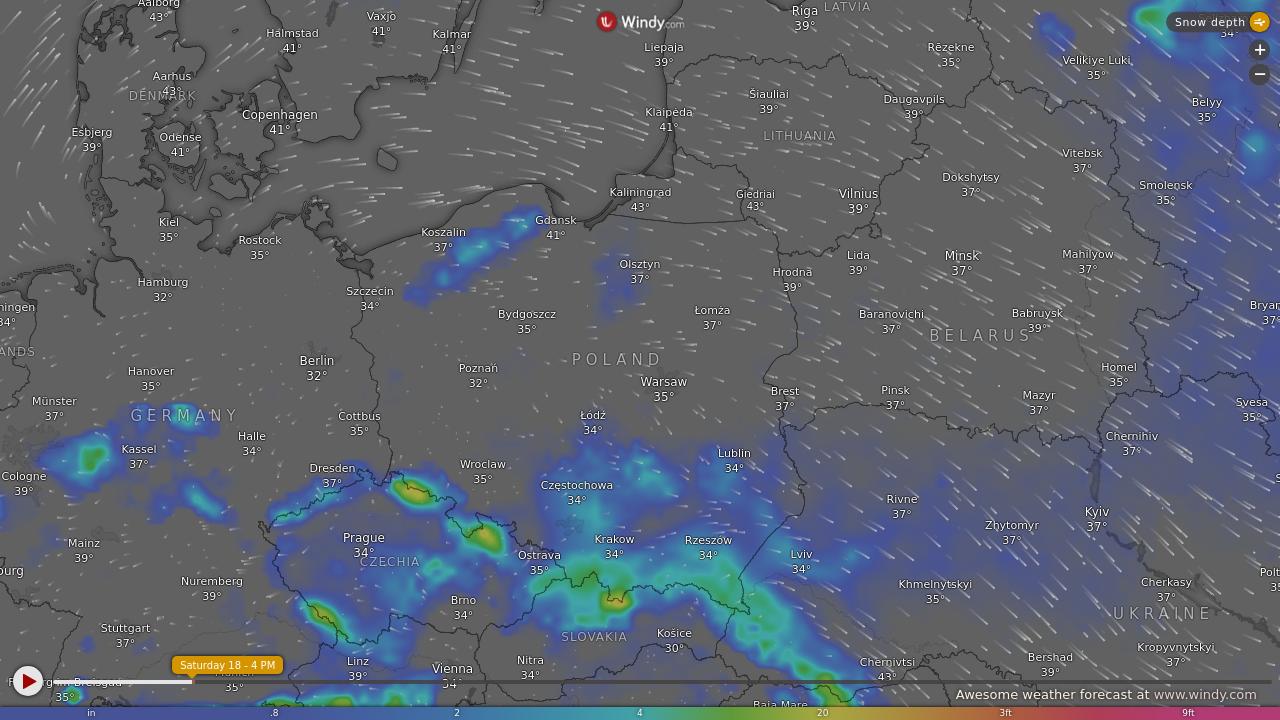 Aalborg
43°
Halmstad
41°
Vaxjo
41°
Kalmar
41°
Windy.com
Liepaja
39°
Riga
39°
LATVIA
Rēzekne
35°
Velikiye Luki
35°
34°
Snow depth
+
−
Aarhus
43°
DENMARK
Copenhagen
41°
Esbjerg
39°
Odense
41°
Klaipėda
41°
Šiauliai
39°
LITHUANIA
Daugavpils
39°
Belyy
35°
Vitebsk
37°
Dokshytsy
37°
Smolensk
35°
Kaliningrad
43°
Giedriai
43°
Vilnius
39°
Kiel
35°
Rostock
35°
Koszalin
37°
Gdansk
41°
Olsztyn
37°
Hrodna
39°
Lida
39°
Minsk
37°
Mahilyow
37°
Hamburg
32°
Szczecin
34°
ningen
34°
Bydgoszcz
35°
Łomża
37°
Baranovichi
37°
Babruysk
39°
Bryan
37°
BELARUS
ANDS
POLAND
Berlin
32°
Hanover
35°
Poznań
32°
Warsaw
35°
Brest
37°
Pinsk
37°
Mazyr
39°
Homel
35°
Münster
37°
GERMANY
Svesa
35°
Cottbus
35°
Łódź
34°
Halle
34°
Kassel
37°
Chernihiv
37°
Cologne
39°
Dresden
37°
Wroclaw
35°
Lublin
34°
Częstochowa
34°
Rivne
37°
Zhytomyr
37°
Kyiv
37°
Mainz
39°
Prague
34°
CZECHIA
Ostrava
35°
Krakow
34°
Rzeszow
34°
Lviv
34°
burg
Nuremberg
39°
Brno
34°
Khmelnytskyi
35°
Cherkasy
37°
Polt
35
UKRAINE
Stuttgart
37°
SLOVAKIA
Košice
30°
Kropyvnytskyi
37°
Saturday 18 - 4 PM
Linz
39°
Vienna
34°
Nitra
34°
Chernivtsi
43°
Bershad
39°
35°
Munich
35°
Awesome weather forecast at www.windy.com
Baia Mare
in .8 2 4 20 3ft 9ft